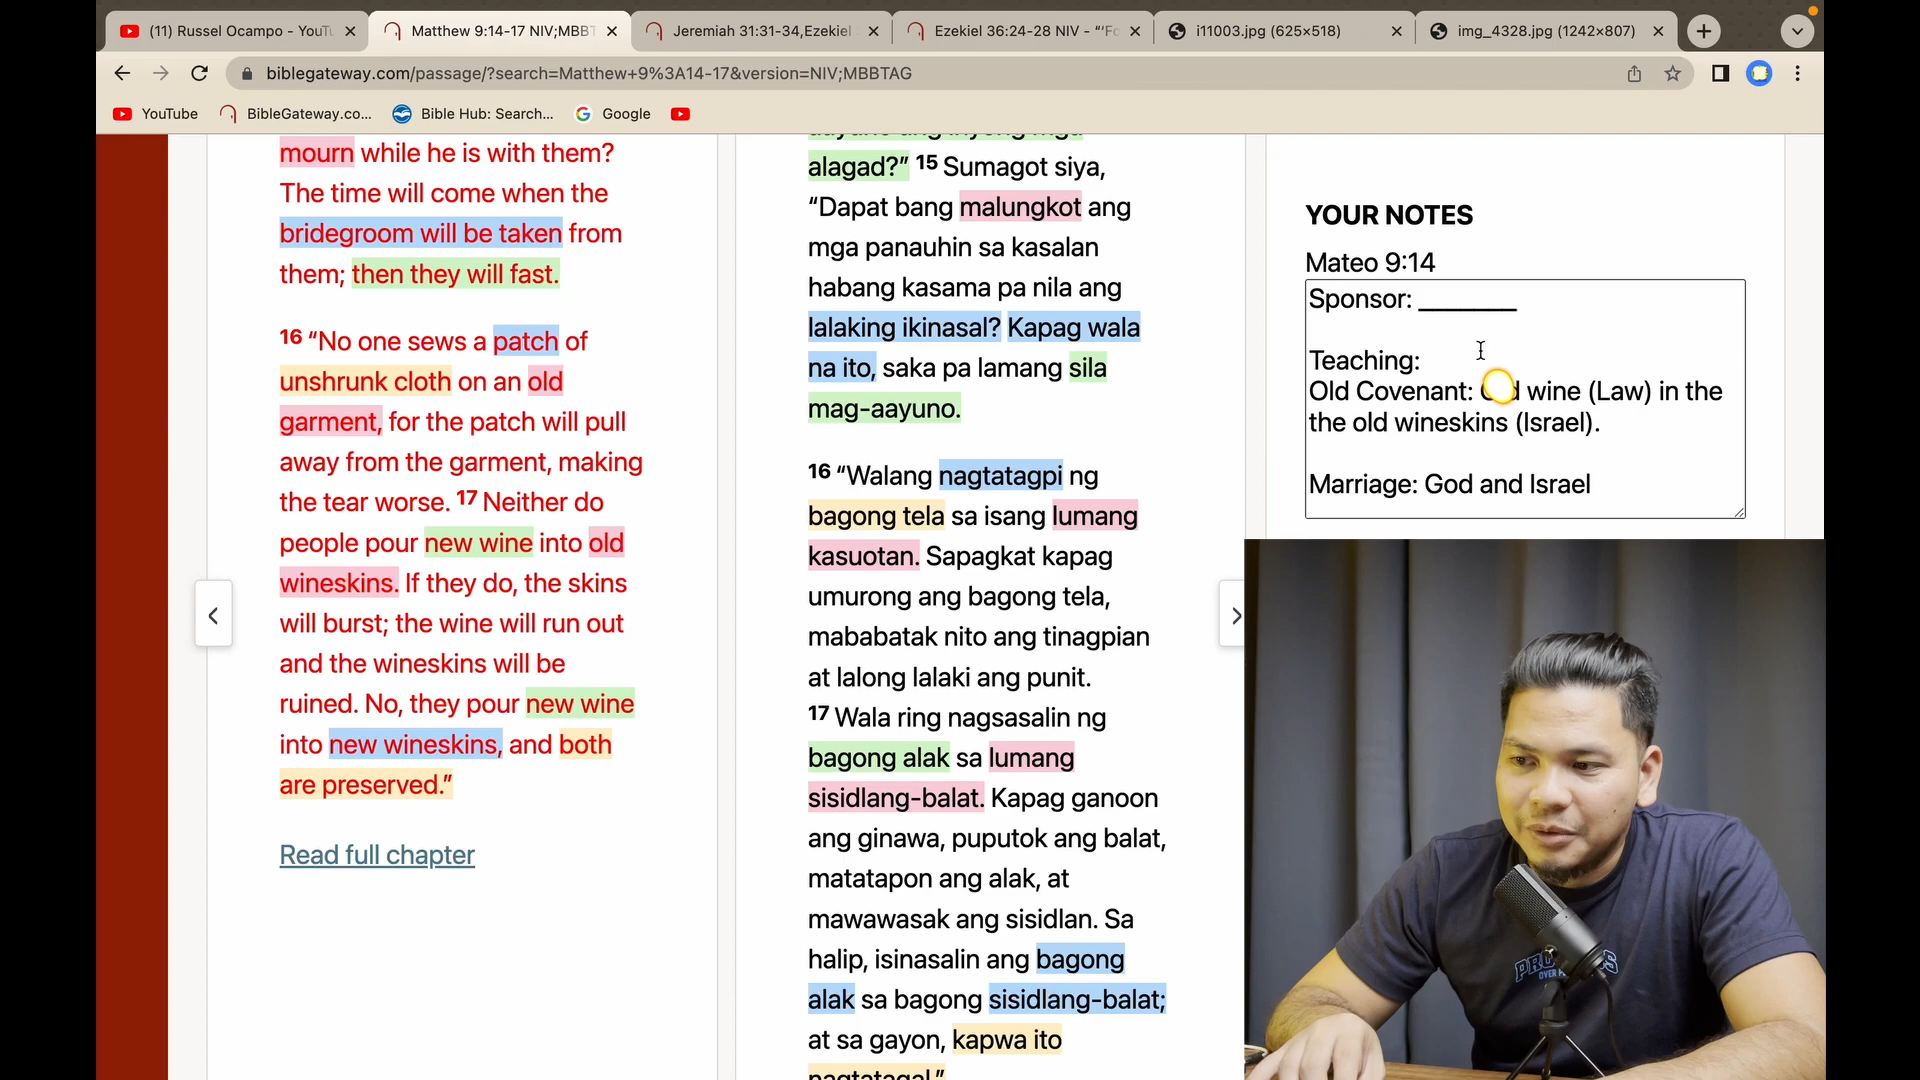 (11) Russel Ocampo - YouTu
Matthew 9:14-17 NIV;MBBT
Jeremiah 31:31-34,Ezekiel
Ezekiel 36:24-28 NIV - “‘Fo
i11003.jpg (625×518)
img_4328.jpg (1242×807)
biblegateway.com/passage/?search=Matthew+9%3A14-17&version=NIV;MBBTAG
YouTube
BibleGateway.co...
Bible Hub: Search...
Google
mourn while he is with them?
The time will come when the
bridegroom will be taken from
them; then they will fast.
16 “No one sews a patch of
unshrunk cloth on an old
garment, for the patch will pull
away from the garment, making
the tear worse. 17 Neither do
people pour new wine into old
wineskins. If they do, the skins
will burst; the wine will run out
and the wineskins will be
ruined. No, they pour new wine
into new wineskins, and both
are preserved.”
Read full chapter
alagad?” 15 Sumagot siya,
“Dapat bang malungkot ang
mga panauhin sa kasalan
habang kasama pa nila ang
lalaking ikinasal? Kapag wala
na ito, saka pa lamang sila
mag-aayuno.
16 “Walang nagtatagpi ng
bagong tela sa isang lumang
kasuotan. Sapagkat kapag
umurong ang bagong tela,
mababatak nito ang tinagpian
at lalong lalaki ang punit.
17 Wala ring nagsasalin ng
bagong alak sa lumang
sisidlang-balat. Kapag ganoon
ang ginawa, puputok ang balat,
matatapon ang alak, at
mawawasak ang sisidlan. Sa
halip, isinasalin ang bagong
alak sa bagong sisidlang-balat;
at sa gayon, kapwa ito
YOUR NOTES
Mateo 9:14
Sponsor: ________
Teaching:
Old Covenant: Old wine (Law) in the
the old wineskins (Israel).
Marriage: God and Israel